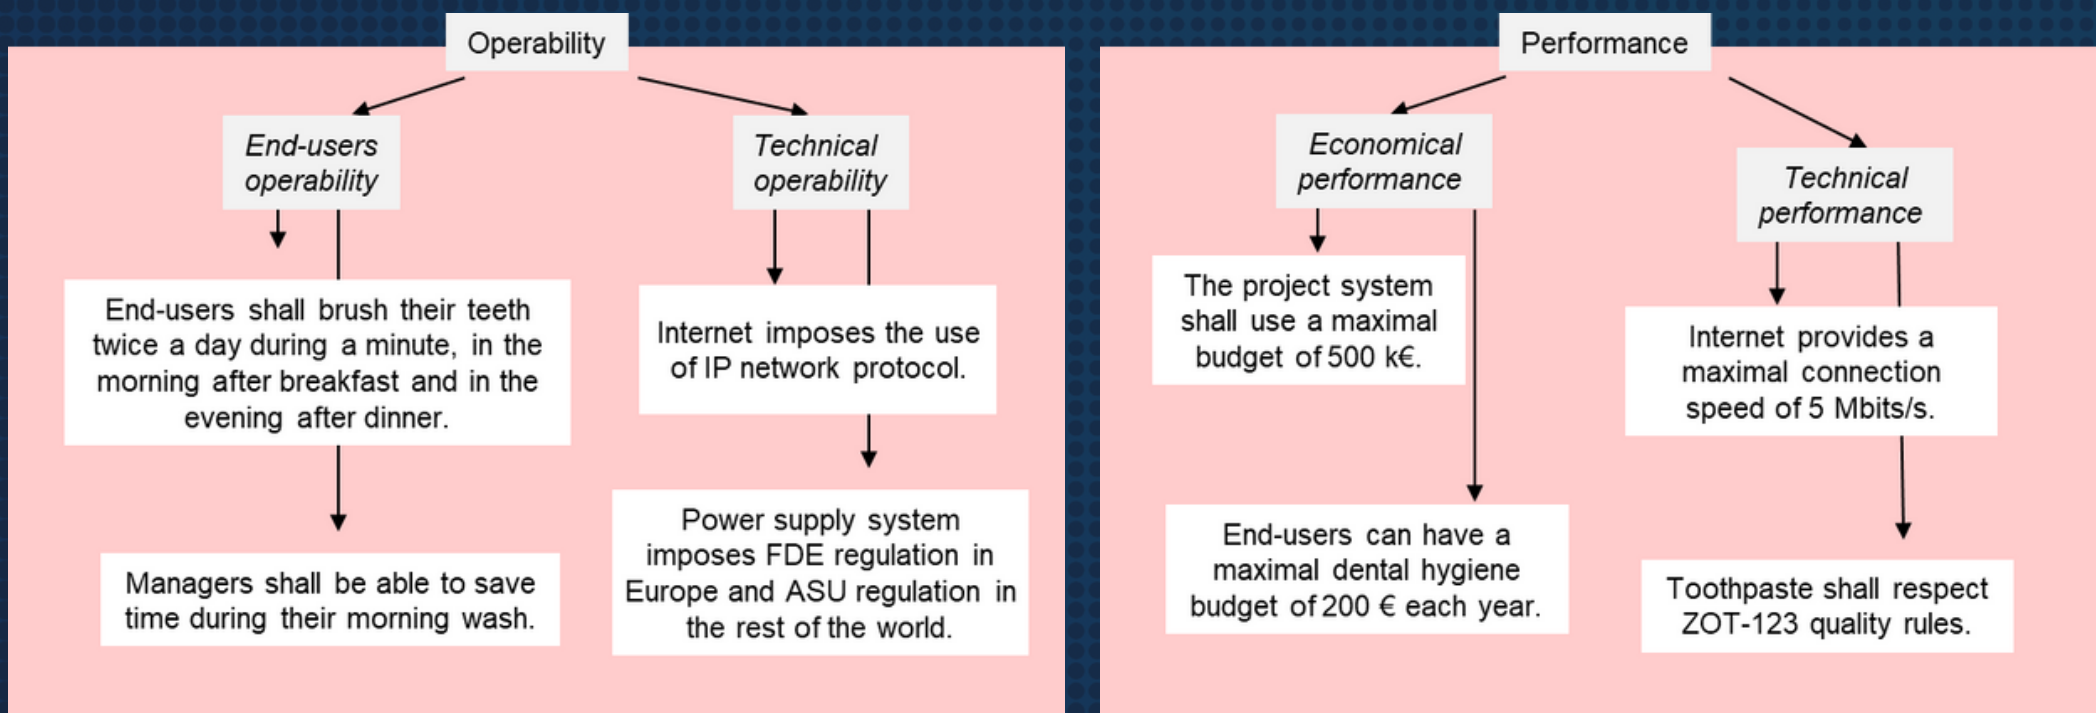 Operability
End-users
operability
Technical
operability
End-users shall brush their teeth
twice a day during a minute, in the
morning after breakfast and in the
evening after dinner.
Internet imposes the use
of IP network protocol.
Managers shall be able to save
time during their morning wash.
Power supply system
imposes FDE regulation in
Europe and ASU regulation in
the rest of the world.
Performance
Economical
performance
Technical
performance
The project system
shall use a maximal
budget of 500 k€.
Internet provides a
maximal connection
speed of 5 Mbits/s.
End-users can have a
maximal dental hygiene
budget of 200 € each year.
Toothpaste shall respect
ZOT-123 quality rules.